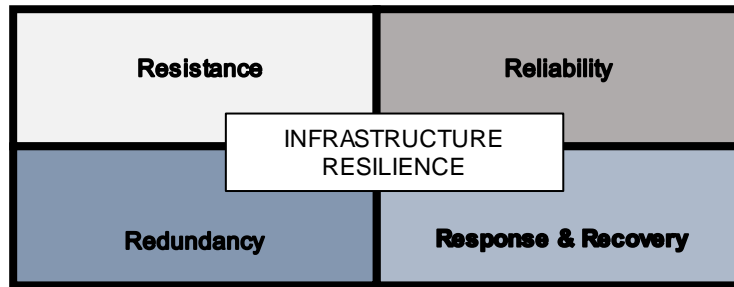 Resistance
Reliability
INFRASTRUCTURE
RESILIENCE
Redundancy
Response & Recovery